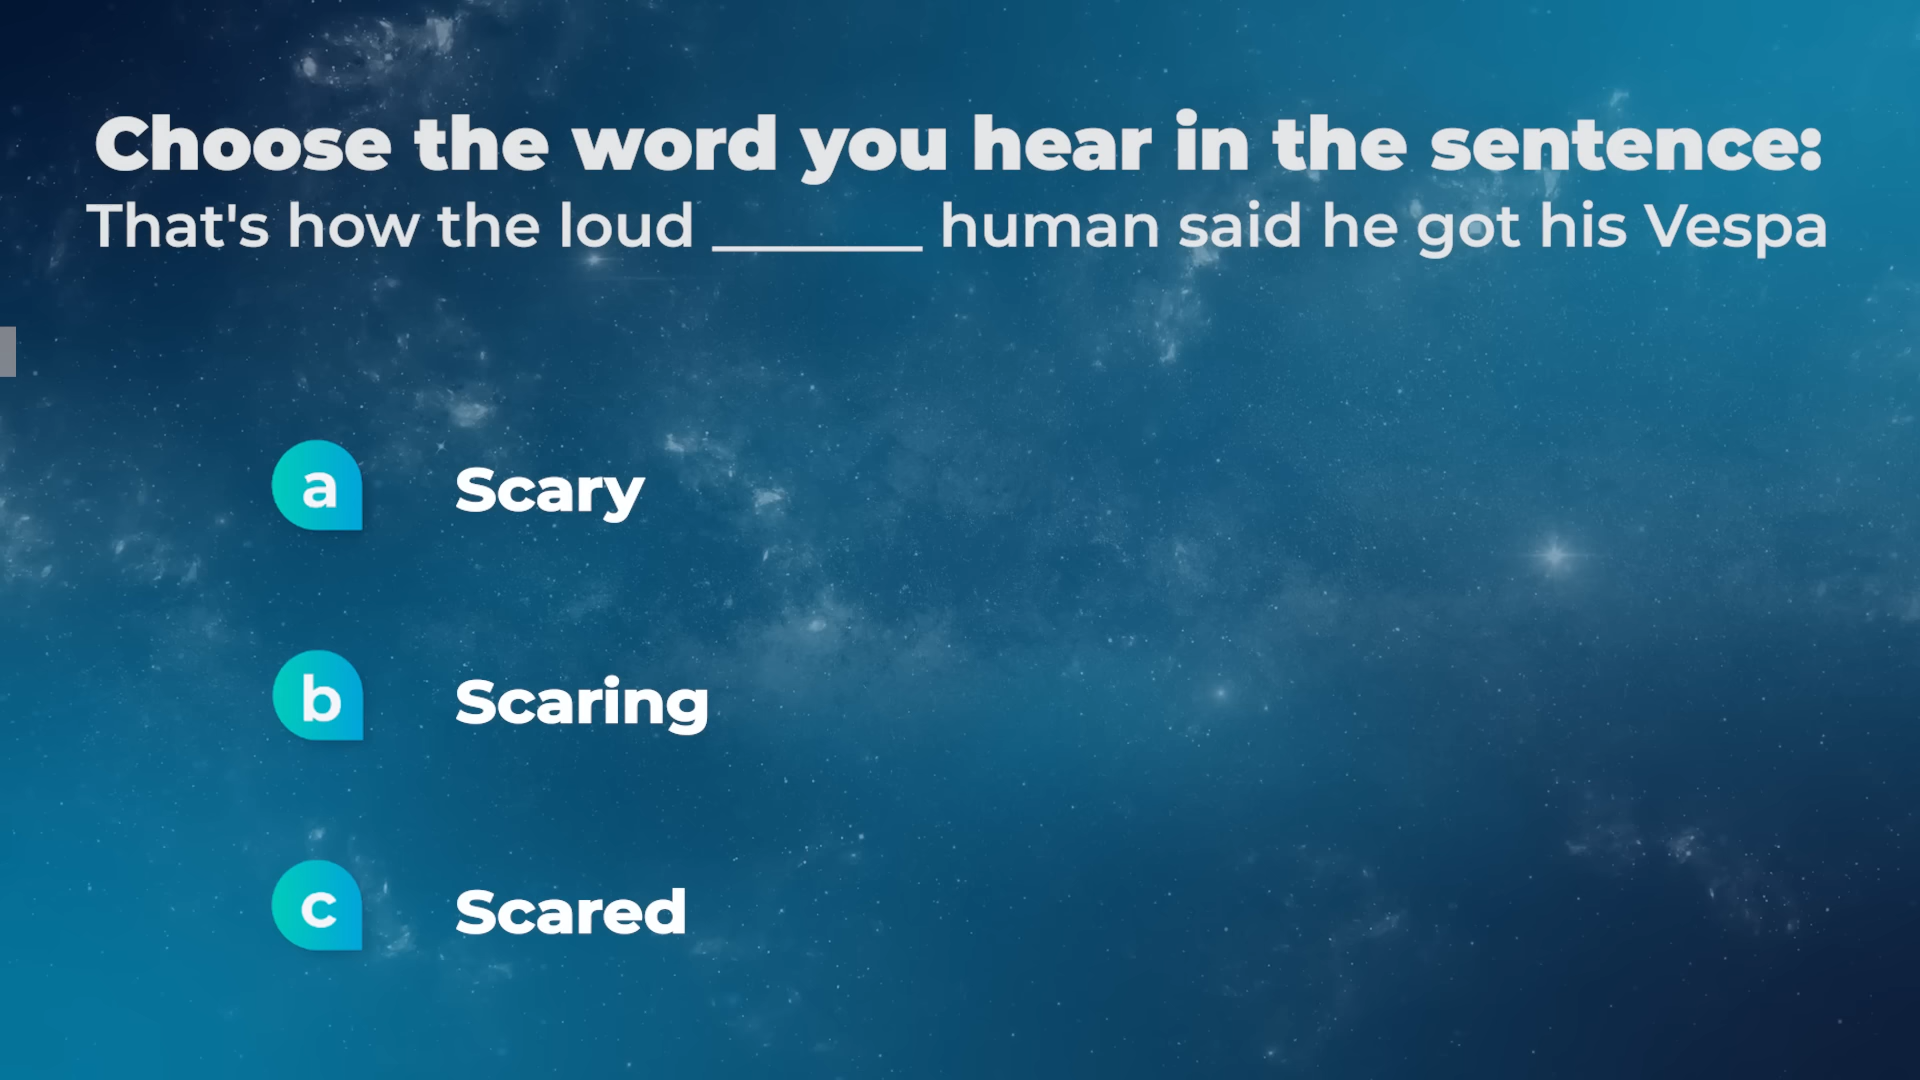 Choose the word you hear in the sentence:
That's how the loud _______ human said he got his Vespa
a Scary
b Scaring
c Scared